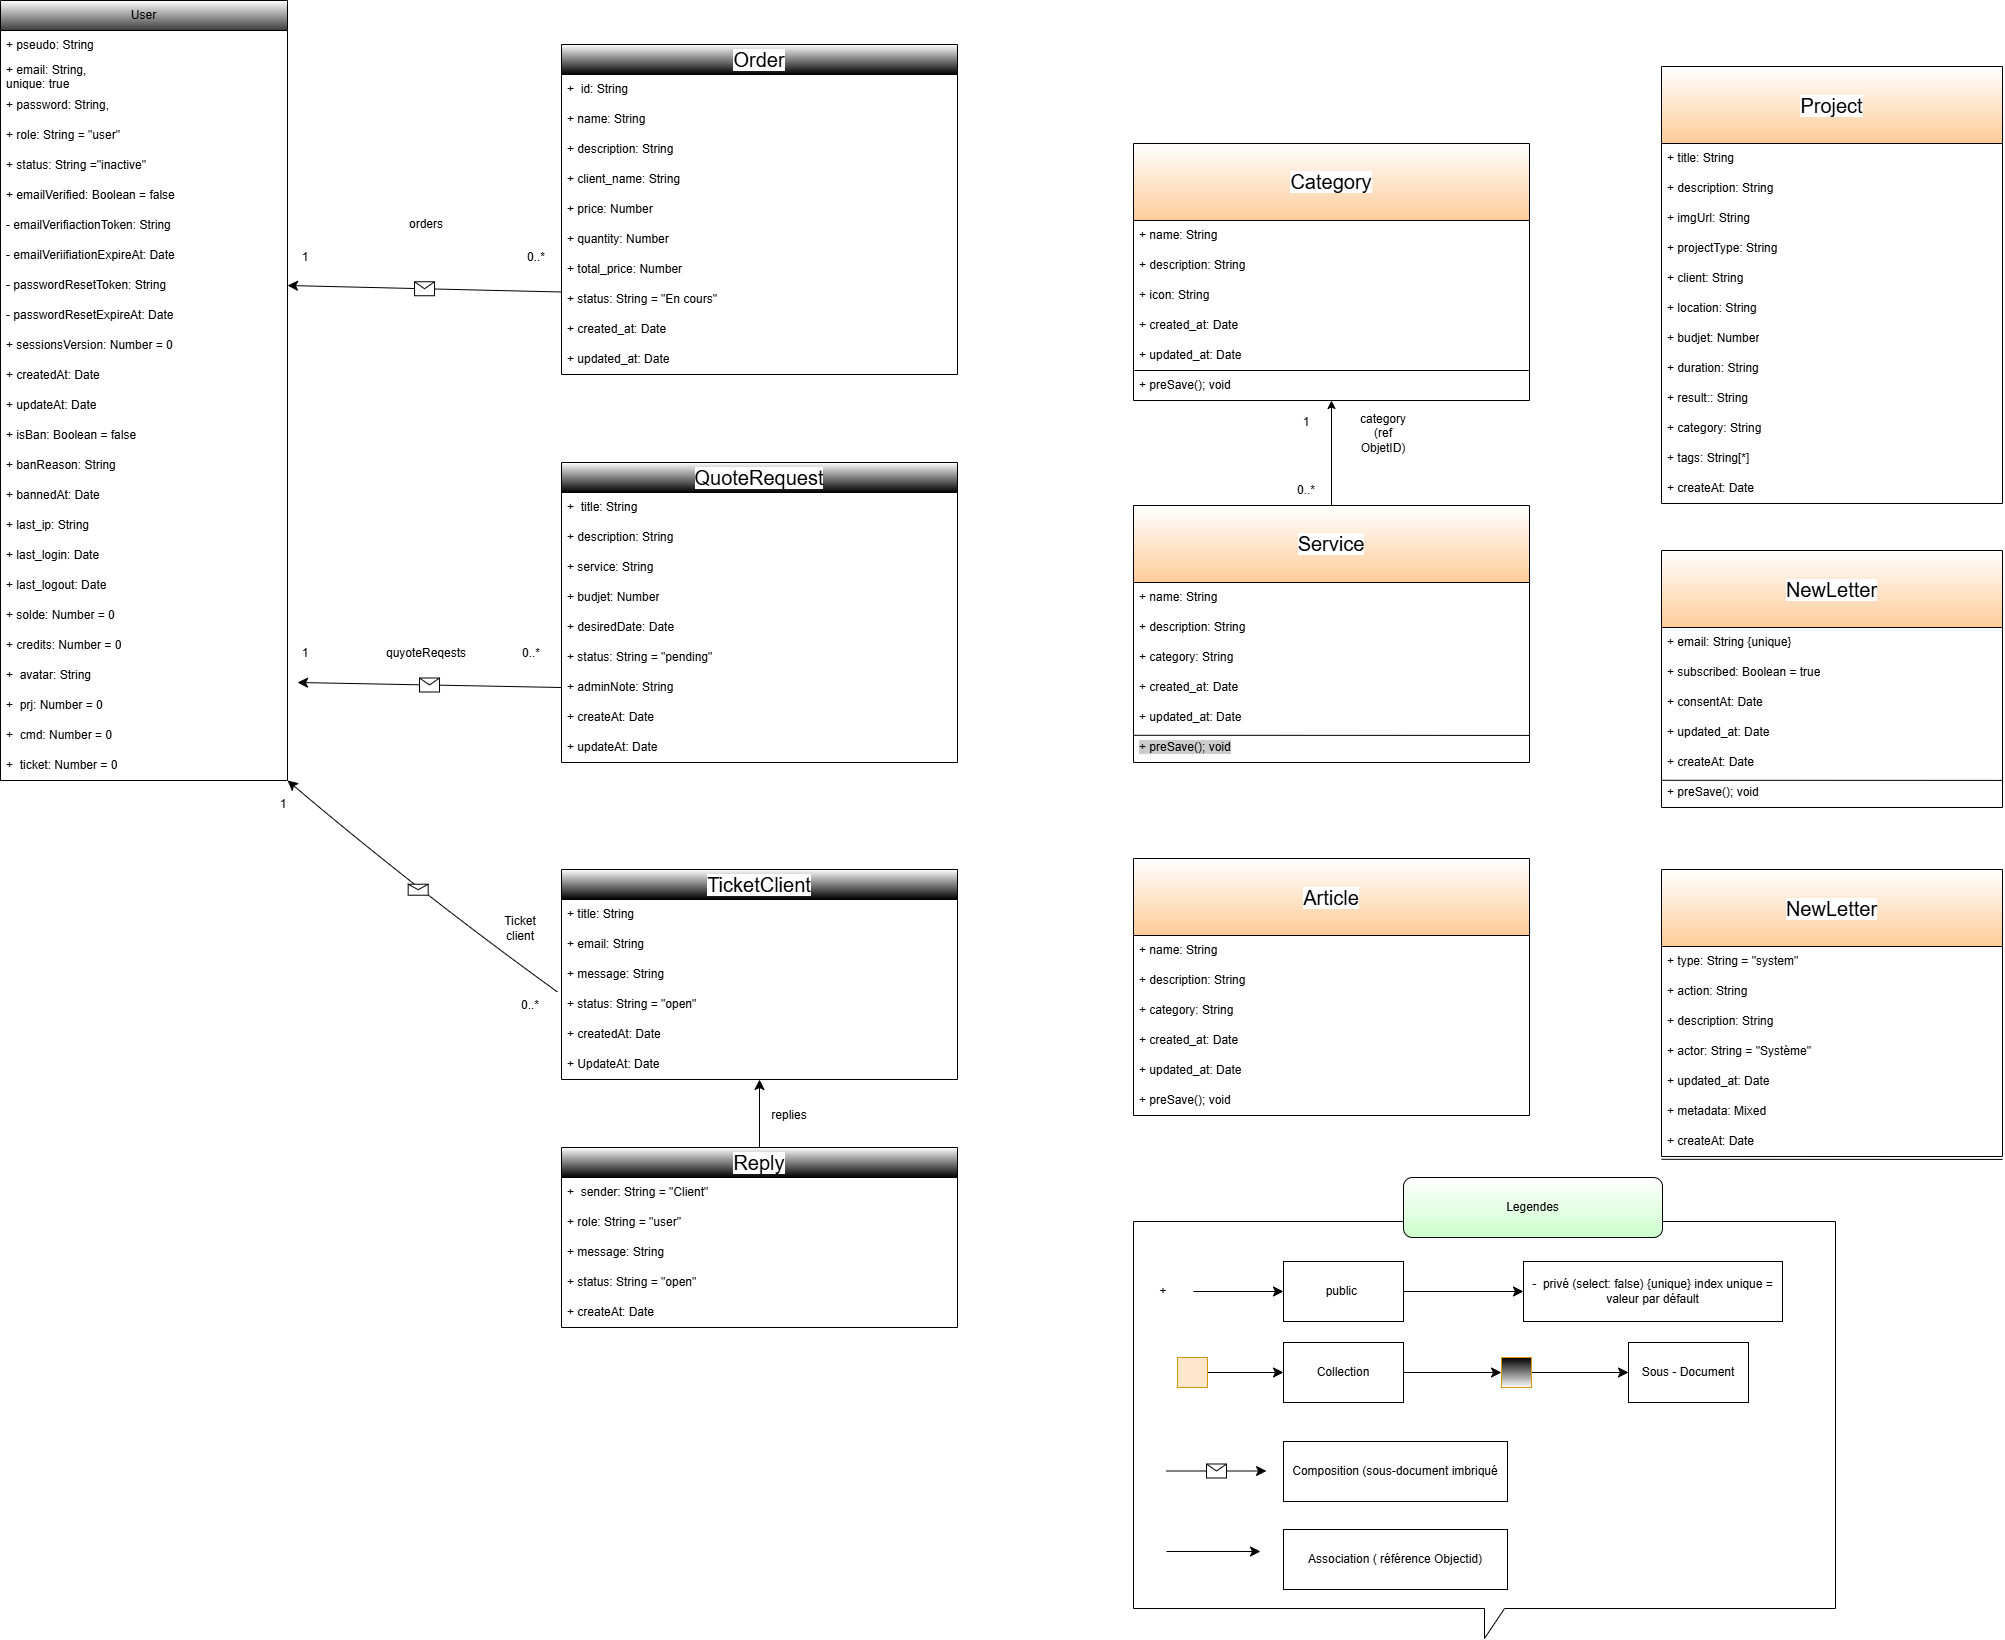 User
+ pseudo: String
+ email: String,
unique: true
+ password: String,
+ role: String = "user"
+ status: String ="inactive"
+ emailVerified: Boolean = false
- emailVerifiactionToken: String
- emailVeriifiationExpireAt: Date
- passwordResetToken: String
- passwordResetExpireAt: Date
+ sessionsVersion: Number = 0
+ createdAt: Date
+ updateAt: Date
+ isBan: Boolean = false
+ banReason: String
+ bannedAt: Date
+ last_ip: String
+ last_login: Date
+ last_logout: Date
+ solde: Number = 0
+ credits: Number = 0
+ avatar: String
+ prj: Number = 0
+ cmd: Number = 0
+ ticket: Number = 0
orders
1
0..*
Order
+ id: String
+ name: String
+ description: String
+ client_name: String
+ price: Number
+ quantity: Number
+ total_price: Number
+ status: String = "En cours"
+ created_at: Date
+ updated_at: Date
1
quyoteReqests
0..*
QuoteRequest
+ title: String
+ description: String
+ service: String
+ budjet: Number
+ desiredDate: Date
+ status: String = "pending"
+ adminNote: String
+ createAt: Date
+ updateAt: Date
1
Ticket
client
0..*
TicketClient
+ title: String
+ email: String
+ message: String
+ status: String = "open"
+ createdAt: Date
+ UpdateAt: Date
replies
Reply
+ sender: String = "Client"
+ role: String = "user"
+ message: String
+ status: String = "open"
+ createAt: Date
Category
+ name: String
+ description: String
+ icon: String
+ created_at: Date
+ updated_at: Date
+ preSave(); void
1
category
(ref
ObjetID)
0..*
Service
+ name: String
+ description: String
+ category: String
+ created_at: Date
+ updated_at: Date
+ preSave(); void
Article
+ name: String
+ description: String
+ category: String
+ created_at: Date
+ updated_at: Date
+ preSave(); void
Project
+ title: String
+ description: String
+ imgUrl: String
+ projectType: String
+ client: String
+ location: String
+ budjet: Number
+ duration: String
+ result:: String
+ category: String
+ tags: String[*]
+ createAt: Date
NewLetter
+ email: String {unique}
+ subscribed: Boolean = true
+ consentAt: Date
+ updated_at: Date
+ createAt: Date
+ preSave(); void
NewLetter
+ type: String = "system"
+ action: String
+ description: String
+ actor: String = "Système"
+ updated_at: Date
+ metadata: Mixed
+ createAt: Date
Legendes
+
public
- privé (select: false) {unique} index unique =
valeur par défault
Collection
Sous - Document
Composition (sous-document imbriqué
Association ( référence Objectid)